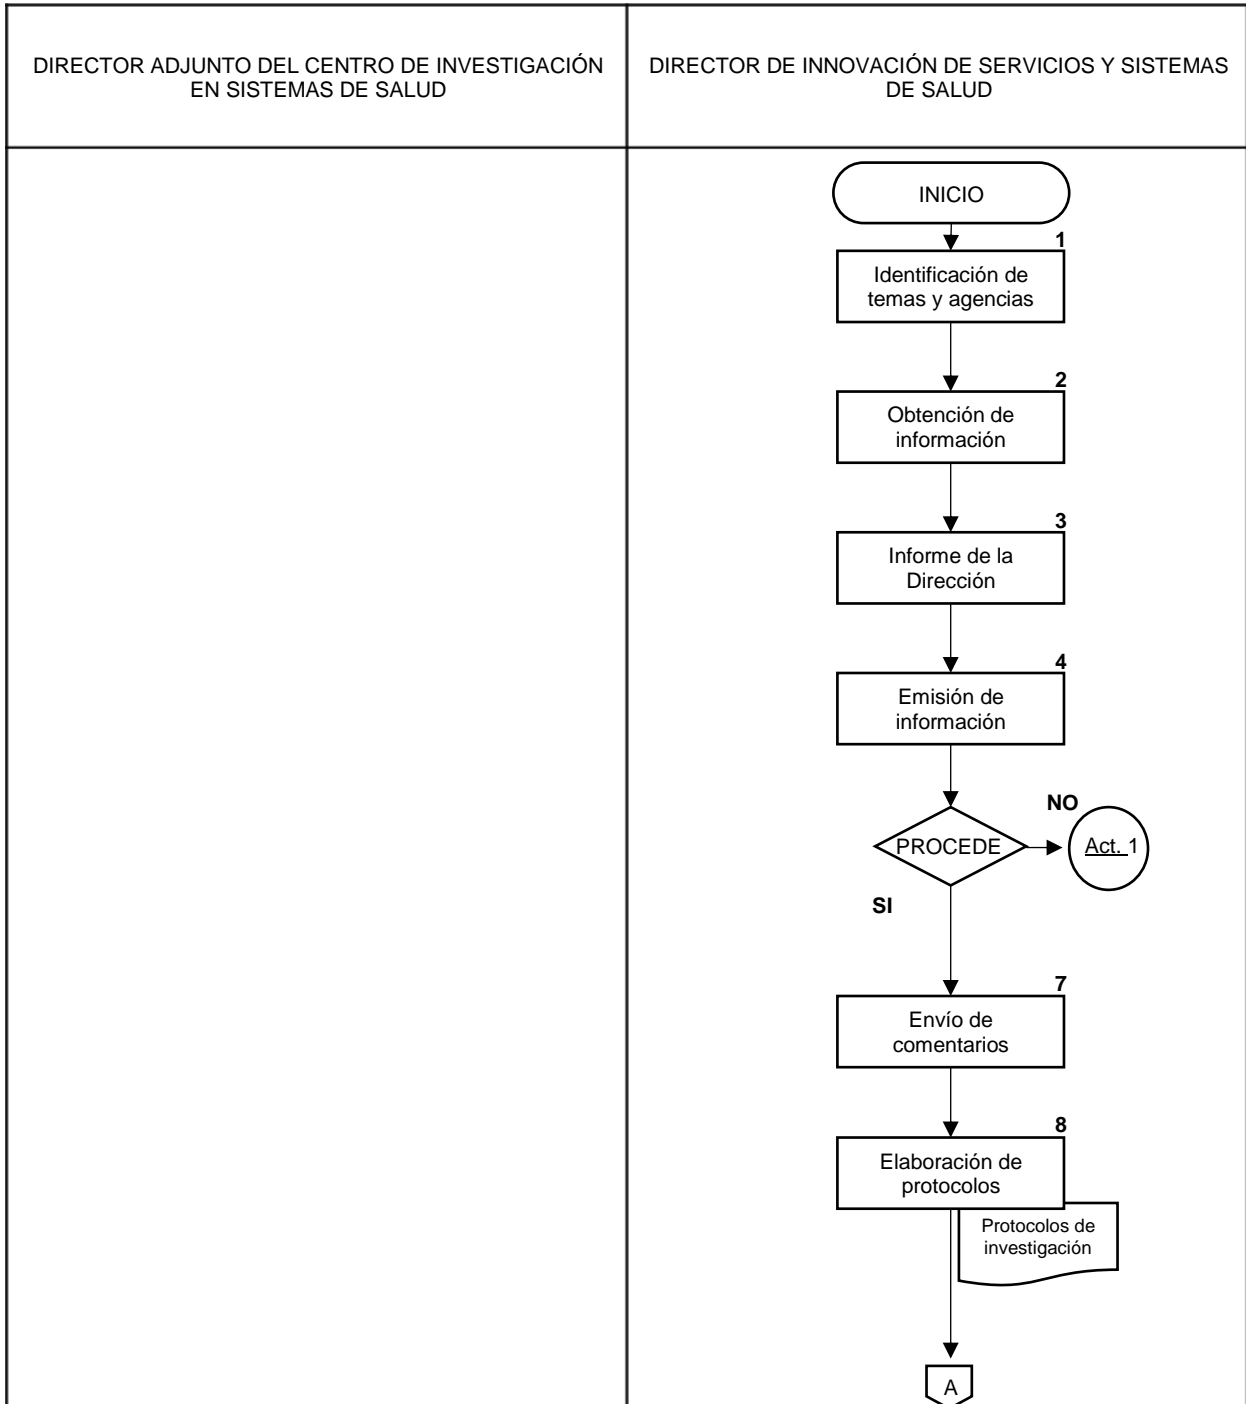 DIRECTOR ADJUNTO DEL CENTRO DE INVESTIGACIÓN
EN SISTEMAS DE SALUD
DIRECTOR DE INNOVACIÓN DE SERVICIOS Y SISTEMAS
DE SALUD
INICIO
1
Identificación de
temas y agencias
2
Obtención de
información
3
Informe de la
Dirección
4
Emisión de
información
PROCEDE
NO
Act. 1
SI
7
Envío de
comentarios
8
Elaboración de
protocolos
Protocolos de
investigación
A